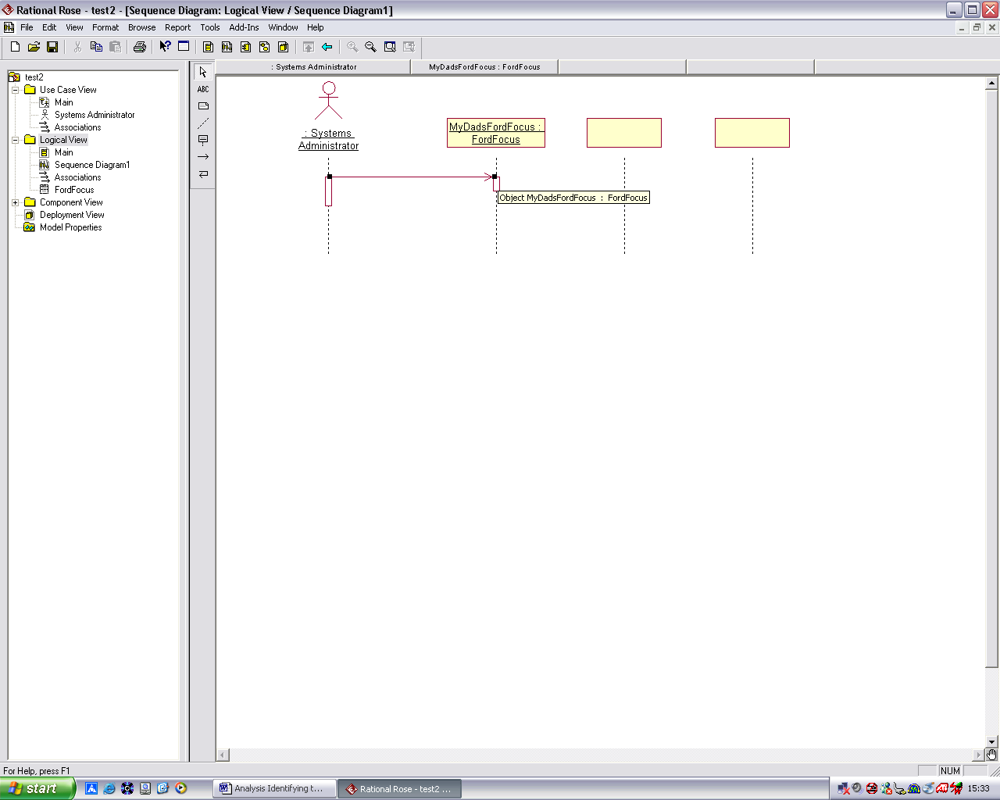 Rational Rose - test2 - [Sequence Diagram: Logical View / Sequence Diagram1]
File Edit View Format Browse Report Tools Add-Ins Window Help
test2
Use Case View
Main
Systems Administrator
Associations
Logical View
Main
Sequence Diagram1
Associations
FordFocus
Component View
Deployment View
Model Properties
ABC
: Systems Administrator
MyDadsFordFocus : FordFocus
: Systems
Administrator
MyDadsFordFocus :
FordFocus
Object MyDadsFordFocus : FordFocus
For Help, press F1
NUM
start
Analysis Identifying t...
Rational Rose - test2 ...
15:33